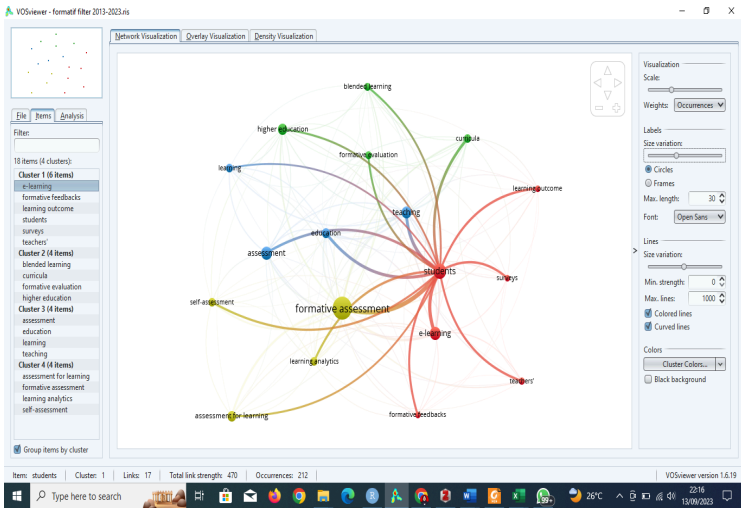 VOSviewer - formatif filter 2013-2023.ris
Network Visualization Overlay Visualization Density Visualization
File Items Analysis
Filter:
18 items (4 clusters):
Cluster 1 (6 items)
e-learning
formative feedbacks
learning outcome
students
surveys
teachers'
Cluster 2 (4 items)
blended learning
curricula
formative evaluation
higher education
Cluster 3 (4 items)
assessment
education
learning
teaching
Cluster 4 (4 items)
assessment for learning
formative assessment
learning analytics
self-assessment
Group items by cluster
blended learning
higher education
curricula
formative evaluation
learning
learning outcome
teaching
education
assessment
students
surveys
self-assessment
formative assessment
e-learning
learning analytics
teachers'
assessment for learning
formative feedbacks
Visualization
Scale:
Weights: Occurrences
Labels
Size variation:
Circles
Frames
Max. length: 30
Font: Open Sans
Lines
Size variation:
Min. strength: 0
Max. lines: 1000
Colored lines
Curved lines
Colors
Cluster Colors...
Black background
>
Item: students Cluster: 1 Links: 17 Total link strength: 470 Occurrences: 212
VOSviewer version 1.6.19
Type here to search
99+
26°C
22:16
13/09/2023